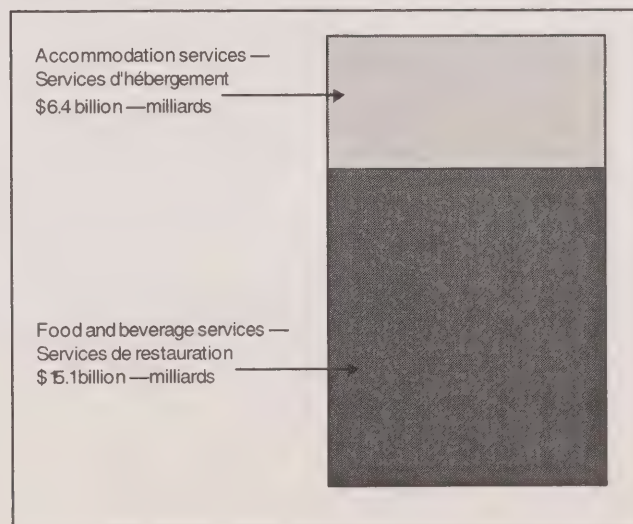 Accommodation services —
Services d'hébergement
$6.4 billion — milliards
Food and beverage services —
Services de restauration
$15.1 billion — milliards